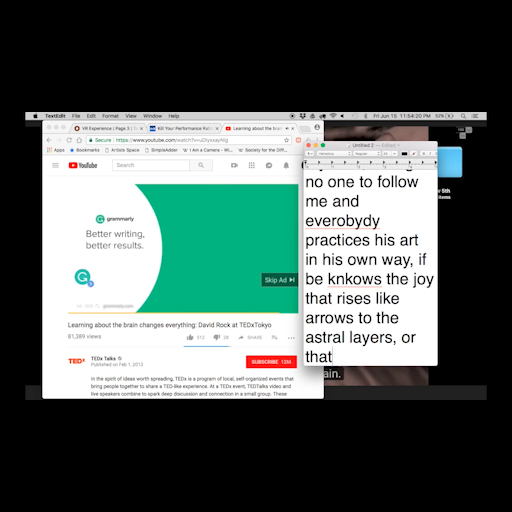 TextEdit File Edit Format View Window Help
Fri Jun 15 11:54:20 PM
VR Experience | Page 3 | Kill Your Performance Learning about the brain
Secure https://www.youtube.com/
Apps Bookmarks Artists Space SimpleAdder W I Am a Camera - Wi Society for the Diff
YouTube Search
grammarly
Better writing,
better results.
Skip Ad
grammarly.com
Learning about the brain changes everything: David Rock at TEDxTokyo
81,389 views
SHARE
TEDx TEDx Talks
Published on Feb 1, 2013
SUBSCRIBE 12M
In the spirit of ideas worth spreading, TEDx is a program of local, self-organized events that
bring people together to share a TED-like experience. At a TEDx event, TEDTalks video and
live speakers combine to spark deep discussion and connection in a small group. These
Untitled 2 — Edited
no one to follow
me and
everobydy
practices his art
in his own way, if
be knkows the joy
that rises like
arrows to the
astral layers, or
that
ain.